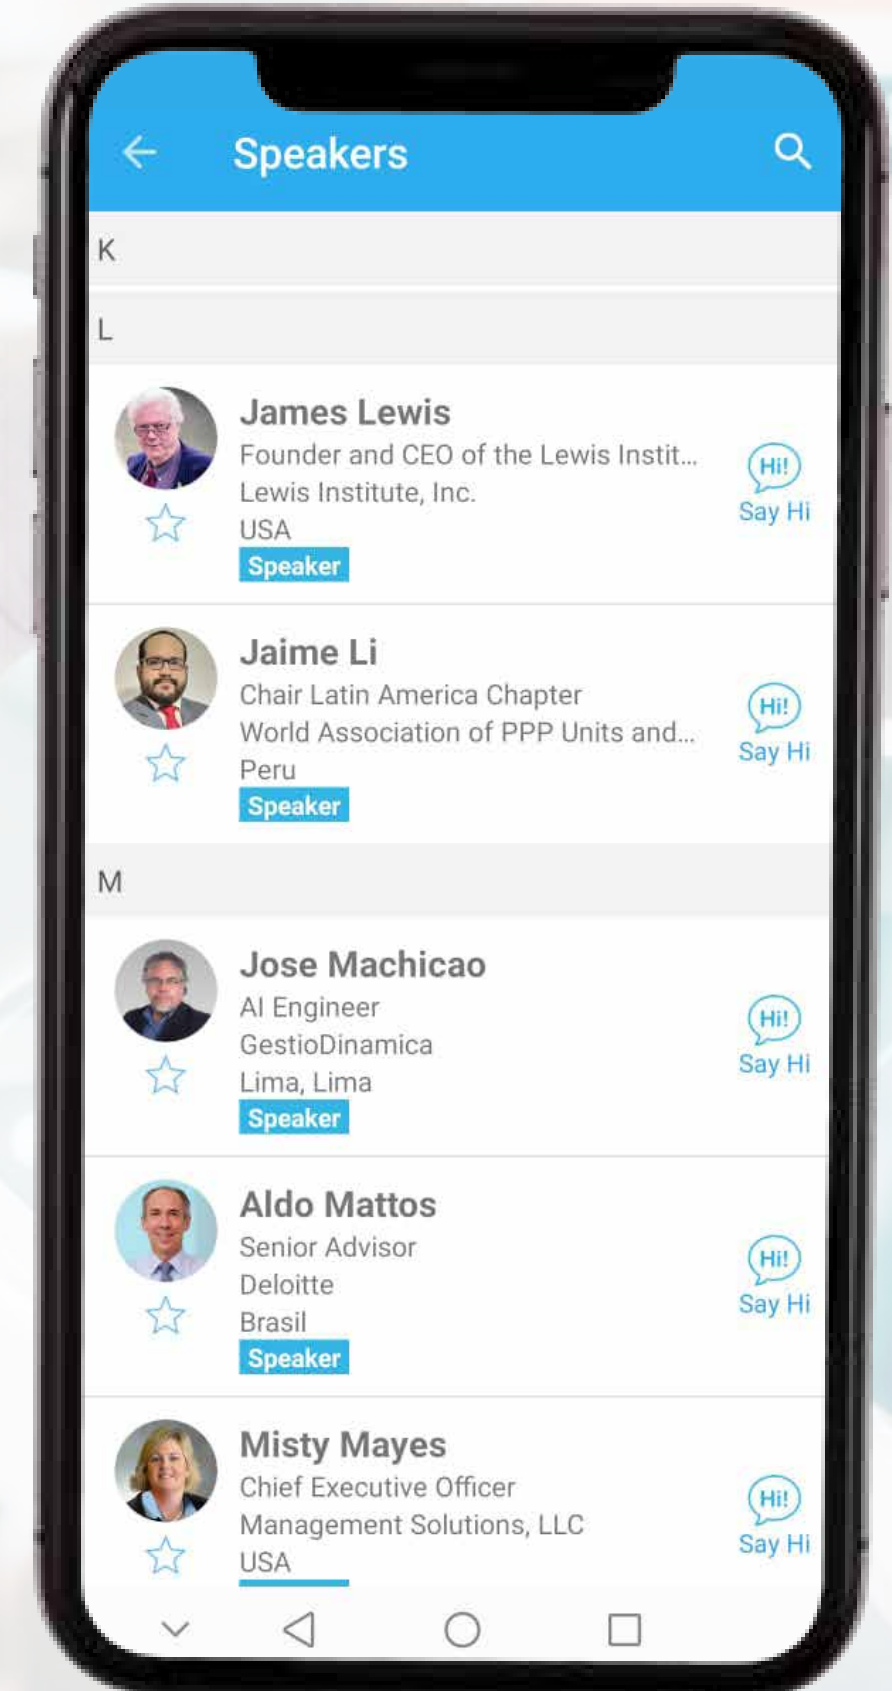 Speakers
K
L
James Lewis
Founder and CEO of the Lewis Instit...
Lewis Institute, Inc.
USA
Speaker
Hi!
Say Hi
Jaime Li
Chair Latin America Chapter
World Association of PPP Units and...
Peru
Speaker
Hi!
Say Hi
M
Jose Machicao
AI Engineer
GestioDinamica
Lima, Lima
Speaker
Hi!
Say Hi
Aldo Mattos
Senior Advisor
Deloitte
Brasil
Speaker
Hi!
Say Hi
Misty Mayes
Chief Executive Officer
Management Solutions, LLC
USA
Hi!
Say Hi